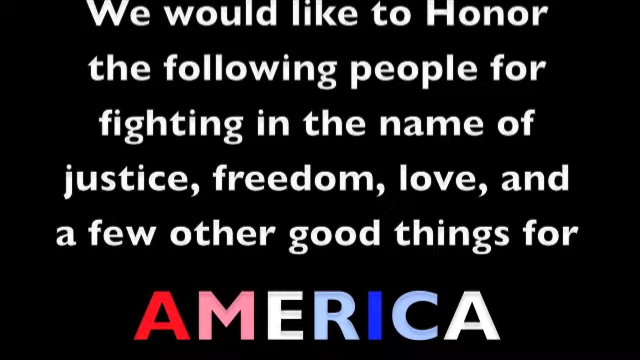 We would like to Honor
the following people for
fighting in the name of
justice, freedom, love, and
a few other good things for
AMERICA